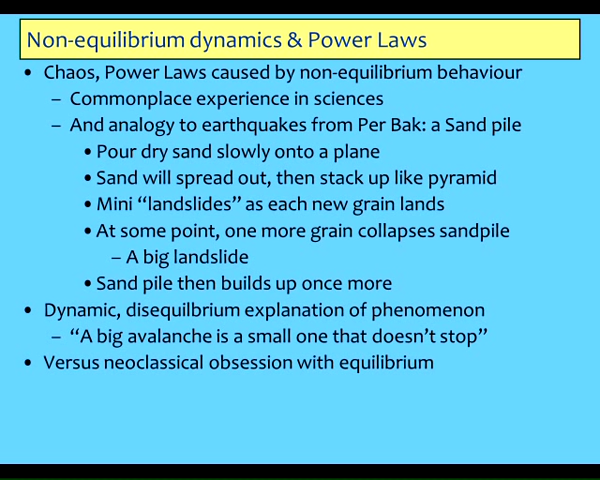 Non-equilibrium dynamics & Power Laws
• Chaos, Power Laws caused by non-equilibrium behaviour
– Commonplace experience in sciences
– And analogy to earthquakes from Per Bak: a Sand pile
• Pour dry sand slowly onto a plane
• Sand will spread out, then stack up like pyramid
• Mini “landslides” as each new grain lands
• At some point, one more grain collapses sandpile
– A big landslide
• Sand pile then builds up once more
• Dynamic, disequilbrium explanation of phenomenon
– “A big avalanche is a small one that doesn’t stop”
• Versus neoclassical obsession with equilibrium